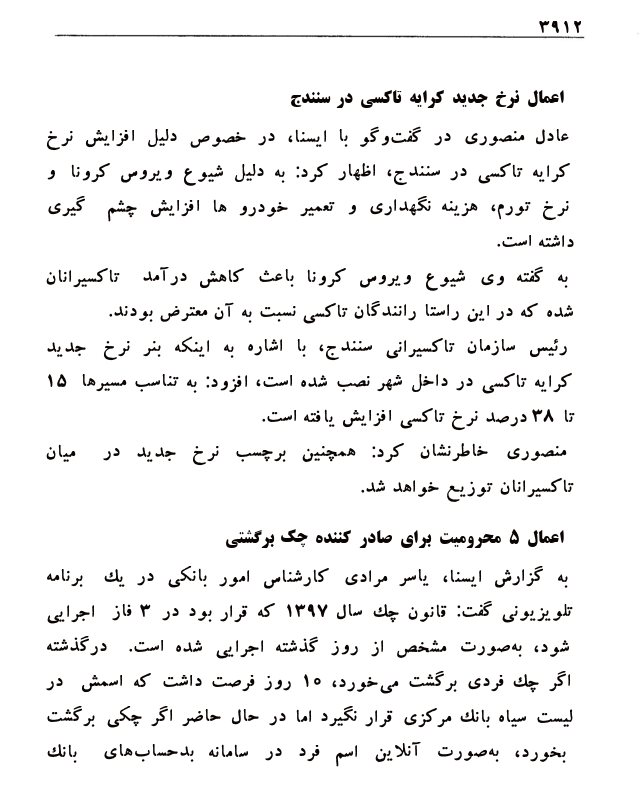 ۳۹۱۲
اعمال نرخ جدید کرایه تاکسی در سنندج
عادل منصوری در گفت‌وگو با ایسنا، در خصوص دلیل افزایش نرخ
کرایه تاکسی در سنندج، اظهار کرد: به دلیل شیوع ویروس کرونا و
نرخ تورم، هزینه نگهداری و تعمیر خودرو ها افزایش چشم گیری
داشته است.
به گفته وی شیوع ویروس کرونا باعث کاهش درآمد تاکسیرانان
شده که در این راستا رانندگان تاکسی نسبت به آن معترض بودند.
رئیس سازمان تاکسیرانی سنندج، با اشاره به اینکه بنر نرخ جدید
کرایه تاکسی در داخل شهر نصب شده است، افزود: به تناسب مسیرها ۱۵
تا ۳۸ درصد نرخ تاکسی افزایش یافته است.
منصوری خاطرنشان کرد: همچنین برچسب نرخ جدید در میان
تاکسیرانان توزیع خواهد شد.
اعمال ۵ محرومیت برای صادر کننده چک برگشتی
به گزارش ایسنا، یاسر مرادی کارشناس امور بانکی در یك برنامه
تلویزیونی گفت: قانون چك سال ۱۳۹۷ که قرار بود در ۳ فاز اجرایی
شود، به‌صورت مشخص از روز گذشته اجرایی شده است. درگذشته
اگر چك فردی برگشت می‌خورد، ۱۰ روز فرصت داشت که اسمش در
لیست سیاه بانك مرکزی قرار نگیرد اما در حال حاضر اگر چکی برگشت
بخورد، به‌صورت آنلاین اسم فرد در سامانه بدحساب‌های بانك